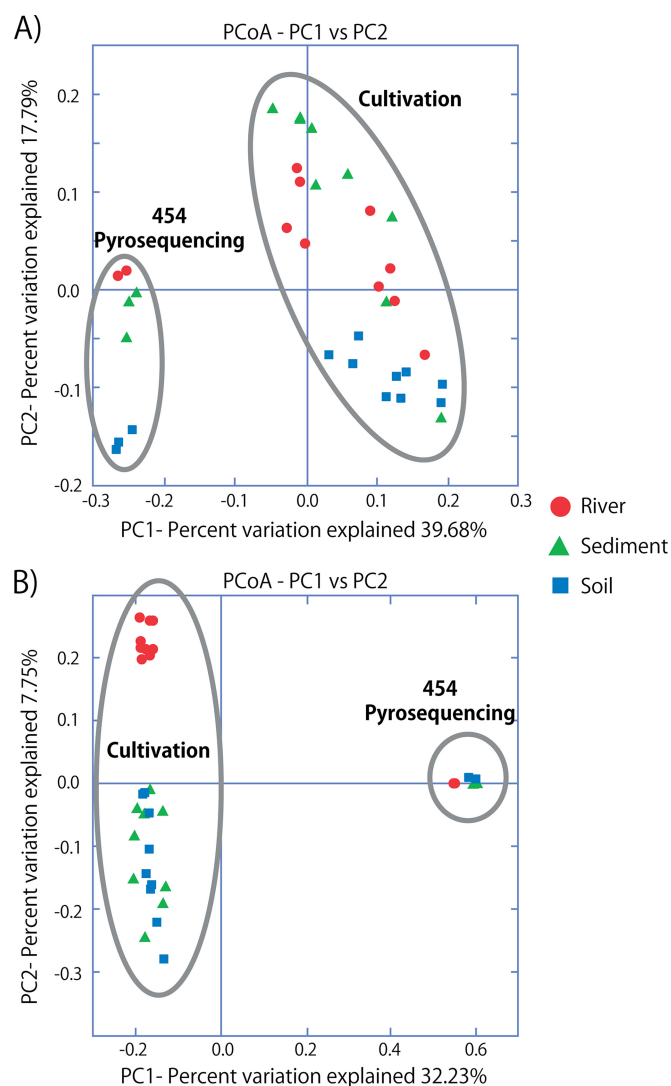 A)
PCoA - PC1 vs PC2
PC2- Percent variation explained 17.79%
0.2
0.1
0.0
-0.1
-0.2
Cultivation
454
Pyrosequencing
-0.3
-0.2
-0.1
0.0
0.1
0.2
0.3
PC1- Percent variation explained 39.68%
River
Sediment
Soil
B)
PCoA - PC1 vs PC2
PC2- Percent variation explained 7.75%
0.2
0.1
0.0
-0.1
-0.2
-0.3
454
Pyrosequencing
Cultivation
-0.2
0.0
0.2
0.4
0.6
PC1- Percent variation explained 32.23%